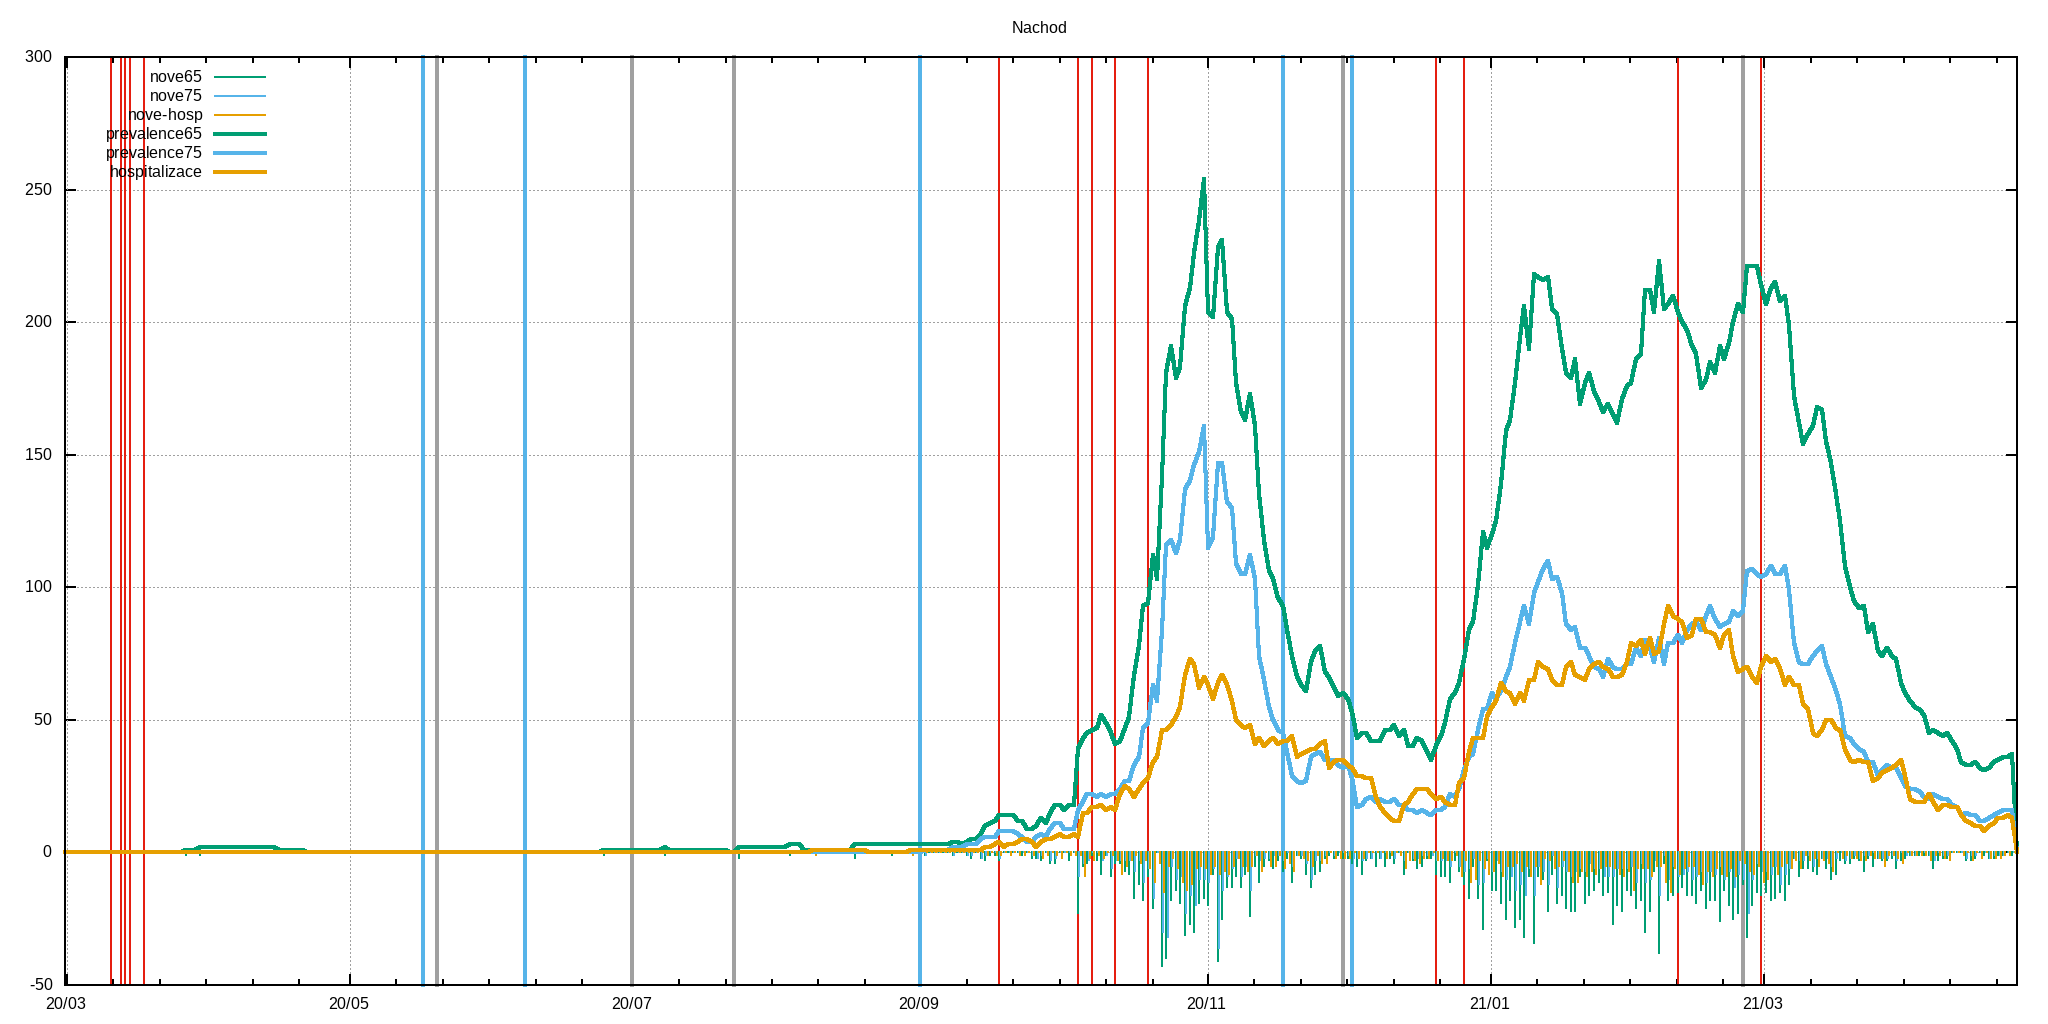 Nachod
300
250
200
150
100
50
0
-50
nove65
nove75
nove-hosp
prevalence65
prevalence75
hospitalizace
20/03 20/05 20/07 20/09 20/11 21/01 21/03